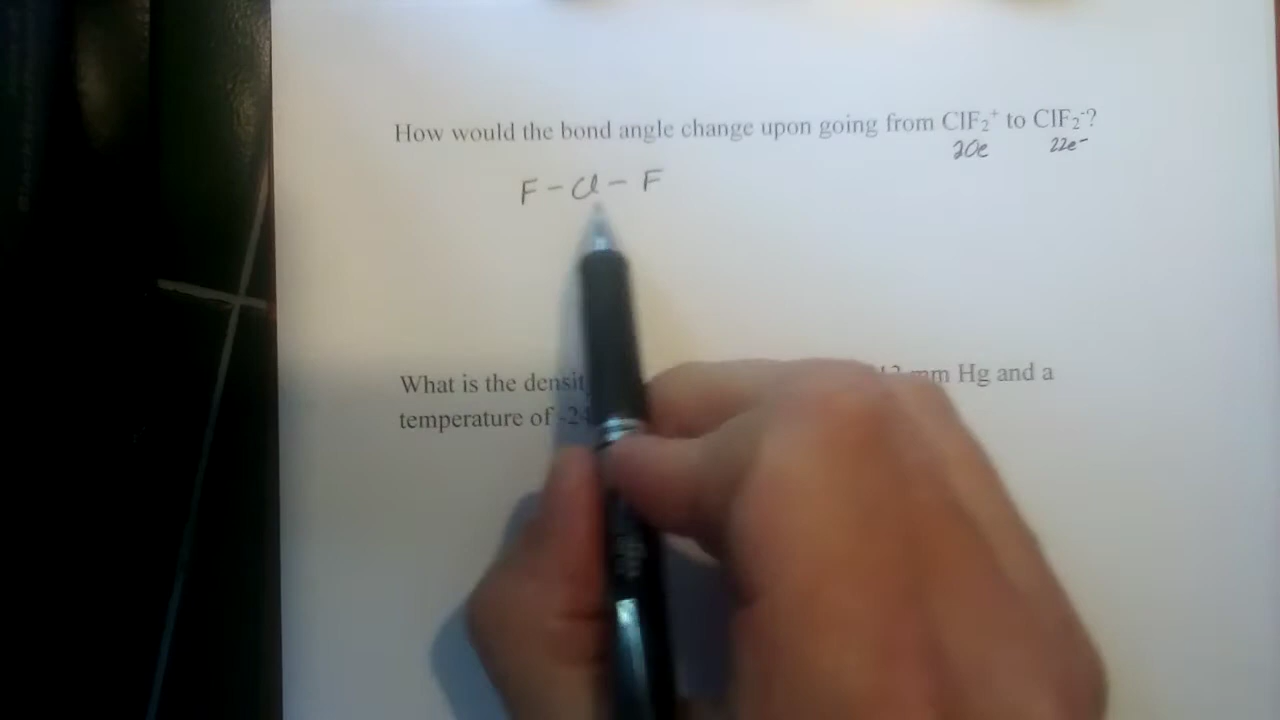 How would the bond angle change upon going from ClF₂⁺ to ClF₂⁻?
20e 22e⁻
F - Cl - F
What is the mm Hg and a
temperature of